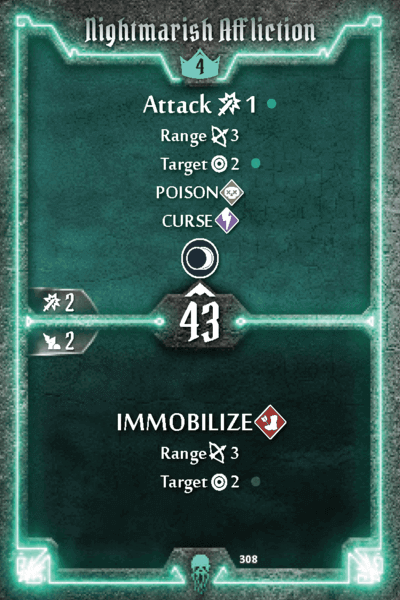 Nightmarish Affliction
4
Attack 1
Range 3
Target 2
POISON
CURSE
2
43
2
IMMOBILIZE
Range 3
Target 2
308